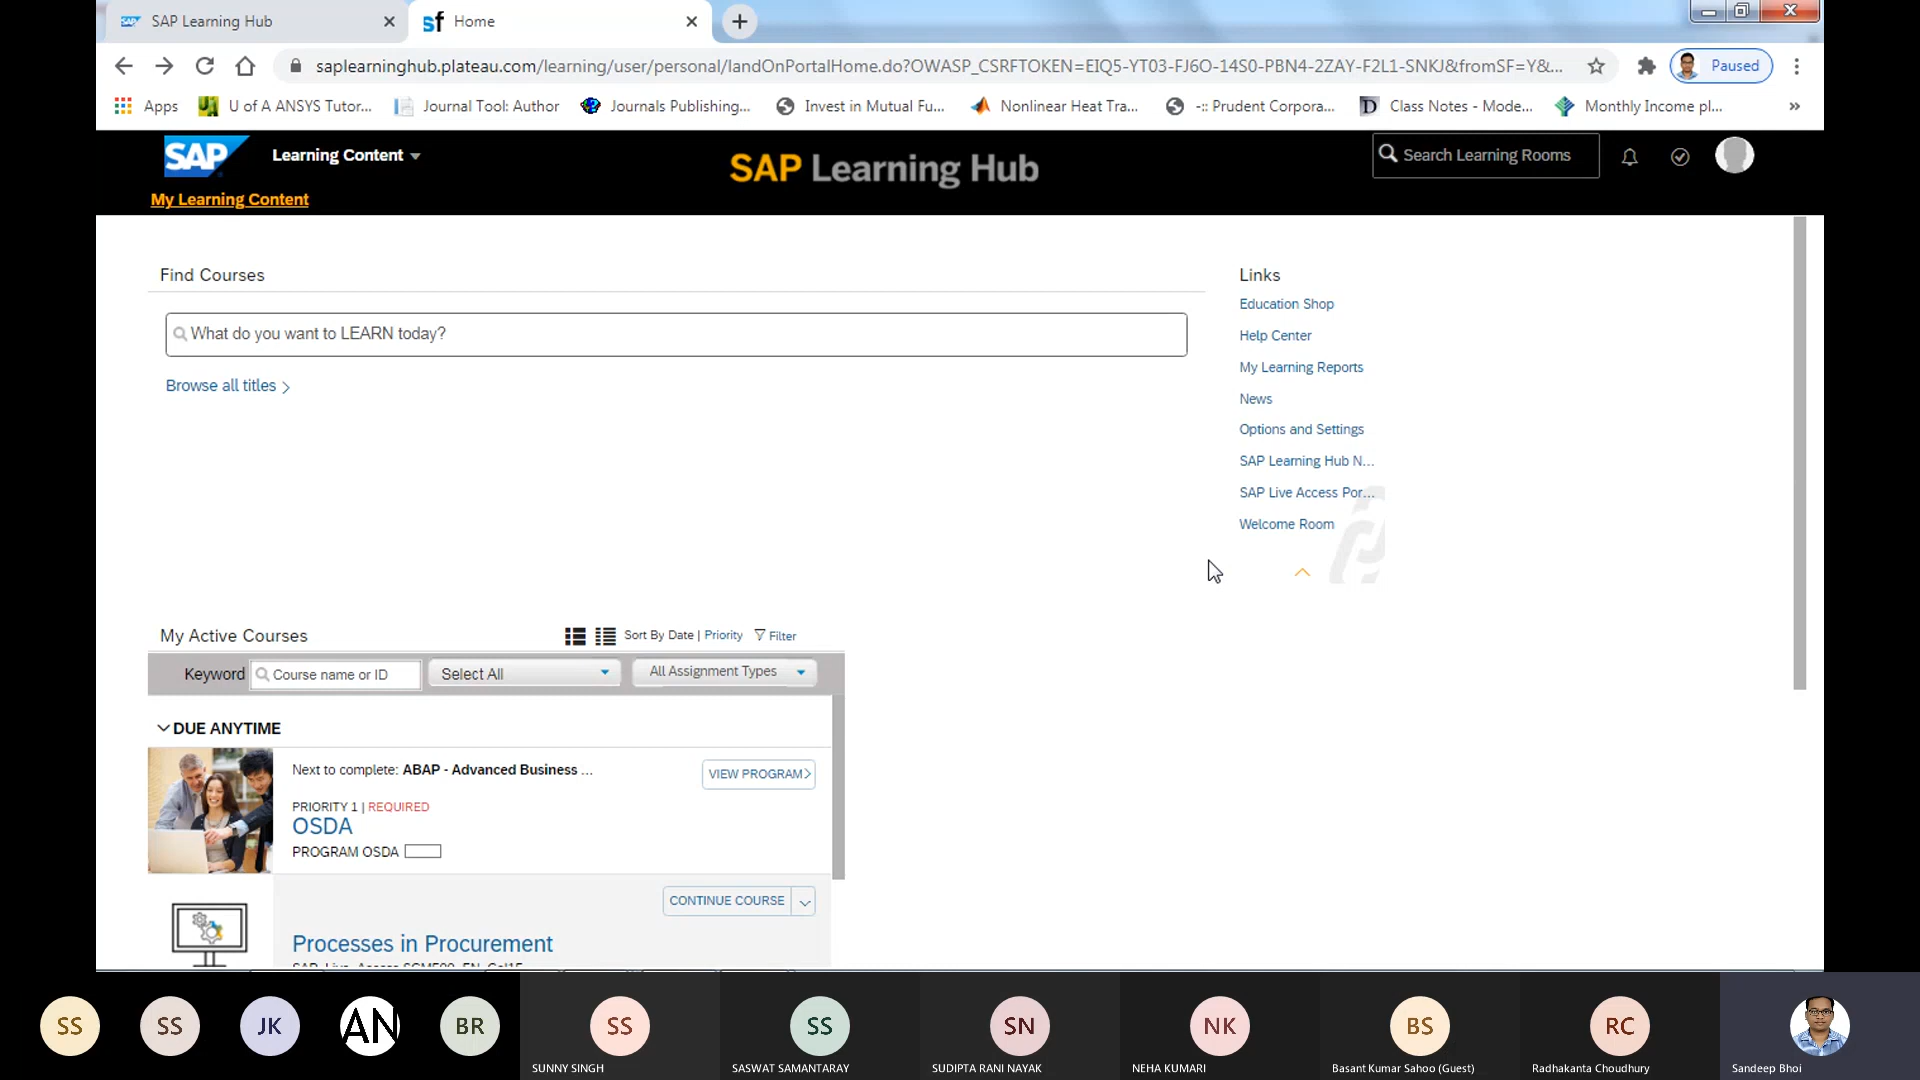 SAP Learning Hub
sf Home
saplearninghub.plateau.com/learning/user/personal/landOnPortalHome.do?OWASP_CSRFTOKEN=EIQ5-YT03-FJ6O-14S0-PBN4-2ZAY-F2L1-SNKJ&fromSF=Y&...
Paused
Apps
U of A ANSYS Tutor...
Journal Tool: Author
Journals Publishing...
Invest in Mutual Fu...
Nonlinear Heat Tra...
-:: Prudent Corpora...
Class Notes - Mode...
Monthly Income pl...
SAP
Learning Content
SAP Learning Hub
Search Learning Rooms
My Learning Content
Find Courses
What do you want to LEARN today?
Browse all titles
Links
Education Shop
Help Center
My Learning Reports
News
Options and Settings
SAP Learning Hub N...
SAP Live Access Por...
Welcome Room
My Active Courses
Sort By Date | Priority Filter
Keyword
Course name or ID
Select All
All Assignment Types
DUE ANYTIME
Next to complete: ABAP - Advanced Business ...
VIEW PROGRAM
PRIORITY 1 | REQUIRED
OSDA
PROGRAM OSDA
CONTINUE COURSE
Processes in Procurement
SS
SS
JK
AN
BR
SS
SUNNY SINGH
SS
SASWAT SAMANTARAY
SN
SUDIPTA RANI NAYAK
NK
NEHA KUMARI
BS
Basant Kumar Sahoo (Guest)
RC
Radhakanta Choudhury
Sandeep Bhoi